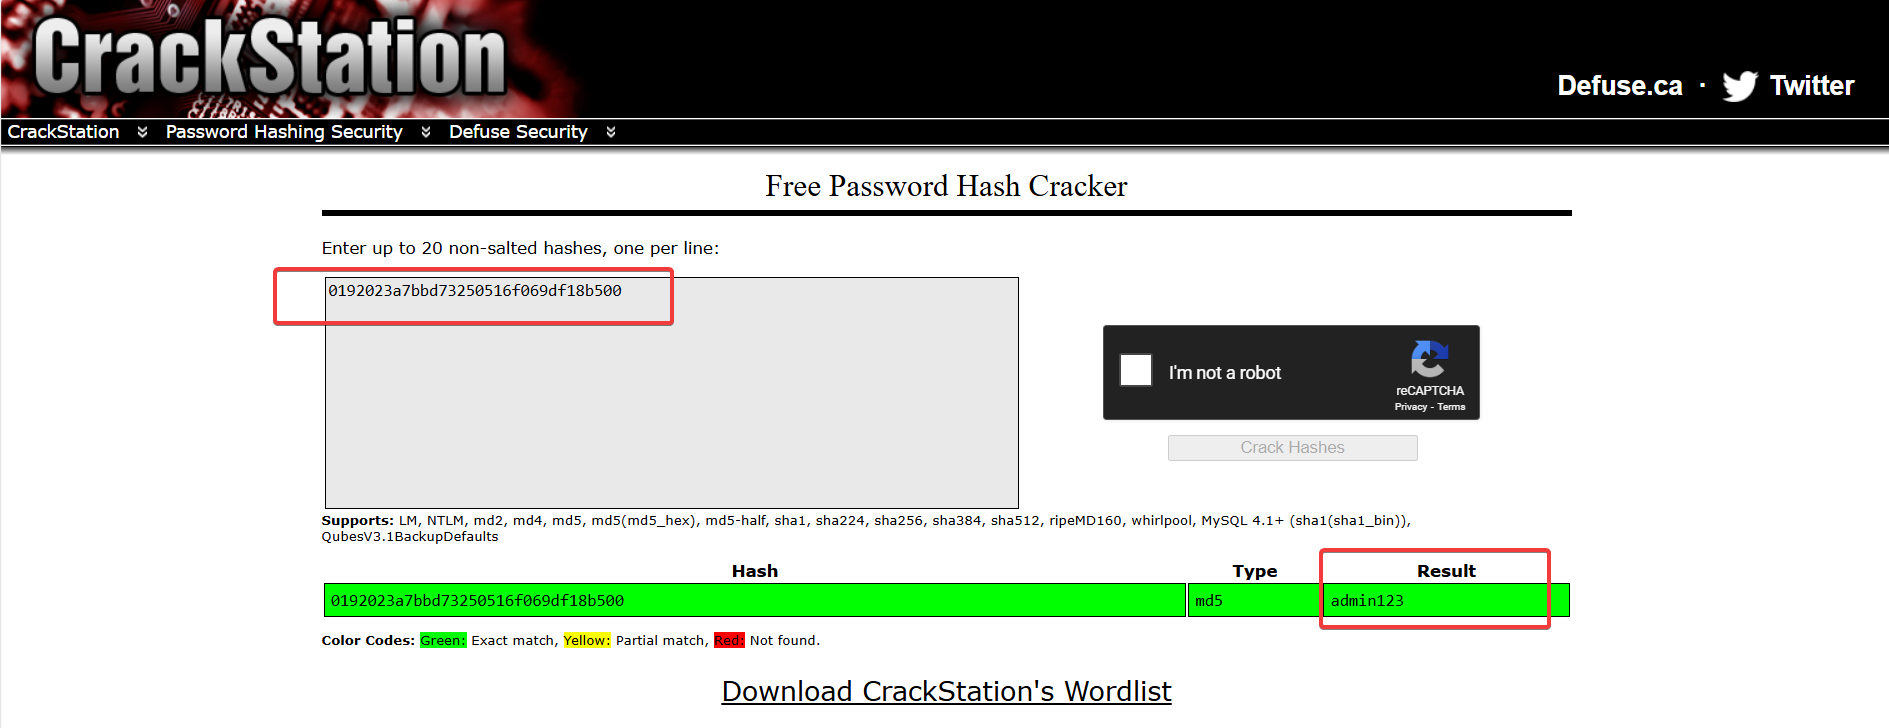 CrackStation
Defuse.ca · Twitter
CrackStation Password Hashing Security Defuse Security
Free Password Hash Cracker
Enter up to 20 non-salted hashes, one per line:
0192023a7bbd73250516f069df18b500
I'm not a robot
reCAPTCHA
Privacy - Terms
Crack Hashes
Supports: LM, NTLM, md2, md4, md5, md5(md5_hex), md5-half, sha1, sha224, sha256, sha384, sha512, ripeMD160, whirlpool, MySQL 4.1+ (sha1(sha1_bin)),
QubesV3.1BackupDefaults
Hash Type Result
0192023a7bbd73250516f069df18b500 md5 admin123
Color Codes: Green: Exact match, Yellow: Partial match, Red: Not found.
Download CrackStation's Wordlist